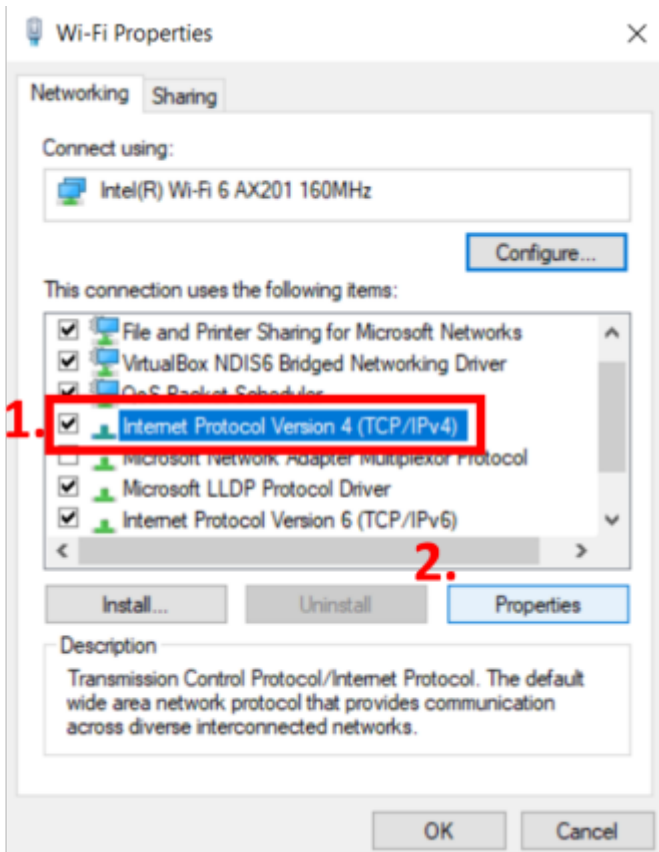 Wi-Fi Properties
Networking
Sharing
Connect using:
Intel(R) Wi-Fi 6 AX201 160MHz
Configure...
This connection uses the following items:
File and Printer Sharing for Microsoft Networks
VirtualBox NDIS6 Bridged Networking Driver
QoS Packet Scheduler
1.
Internet Protocol Version 4 (TCP/IPv4)
Microsoft Network Adapter Multiplexor Protocol
Microsoft LLDP Protocol Driver
Internet Protocol Version 6 (TCP/IPv6)
2.
Install...
Uninstall
Properties
Description
Transmission Control Protocol/Internet Protocol. The default
wide area network protocol that provides communication
across diverse interconnected networks.
OK
Cancel